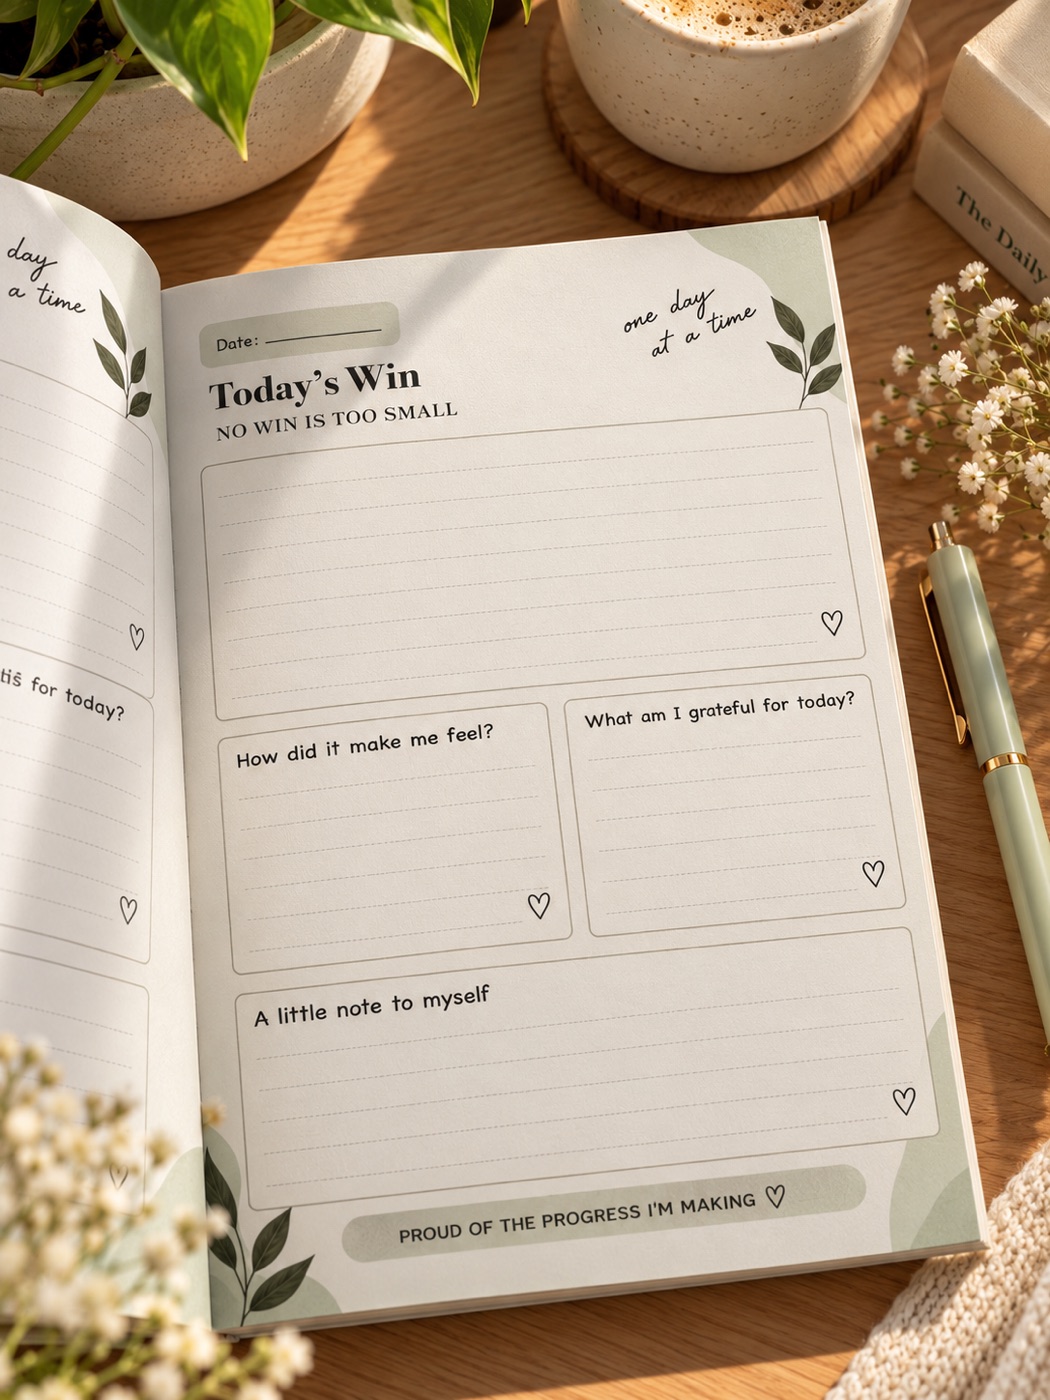 day
a time
tiš for today?
Date:
one day
at a time
Today's Win
NO WIN IS TOO SMALL
How did it make me feel?
What am I grateful for today?
A little note to myself
PROUD OF THE PROGRESS I'M MAKING
The Daily